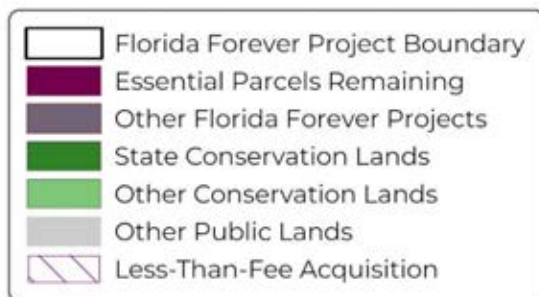 Florida Forever Project Boundary
Essential Parcels Remaining
Other Florida Forever Projects
State Conservation Lands
Other Conservation Lands
Other Public Lands
Less-Than-Fee Acquisition